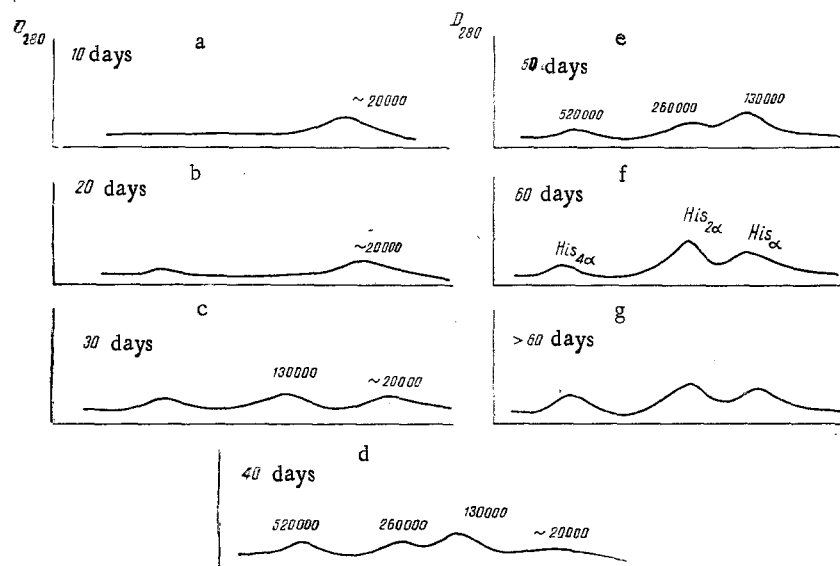 D280 a
10 days
~20000
b
20 days
~20000
c
30 days
130000 ~20000
d
40 days
520000 260000 130000 ~20000
D280 e
50 days
520000 260000 130000
f
60 days
His4α His2α Hisα
g
>60 days